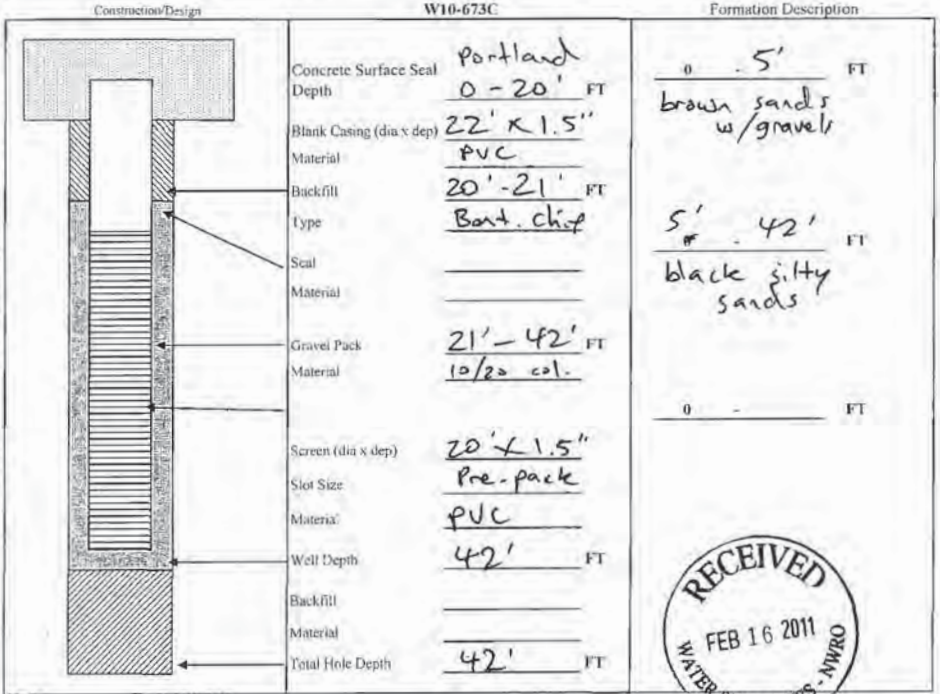 Construction/Design
W10-673C
Formation Description
Concrete Surface Seal Portland
Depth 0 - 20' FT
Blank Casing (dia x dep) 22' x 1.5"
Material PVC
Backfill 20'-21' FT
Type Bent. Chip
Seal
Material
Gravel Pack 21'-42' FT
Material 10/20 col.
Screen (dia x dep) 20' x 1.5"
Slot Size Pre-pack
Material PVC
Well Depth 42' FT
Backfill
Material
Total Hole Depth 42' FT
0 - 5' FT
brown sands
w/gravels
5' - 42' FT
black silty
sands
0 - FT
RECEIVED
FEB 16 2011
WATER - NWRO